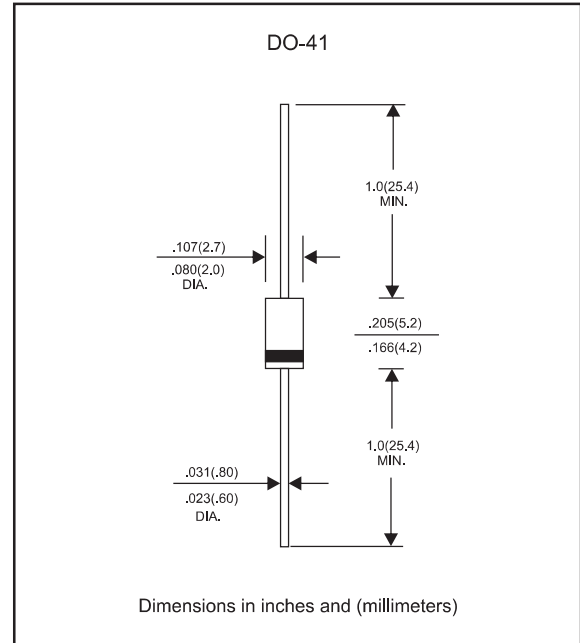 DO-41
1.0(25.4)
MIN.
.107(2.7)
.080(2.0)
DIA.
.205(5.2)
.166(4.2)
1.0(25.4)
MIN.
.031(.80)
.023(.60)
DIA.
Dimensions in inches and (millimeters)